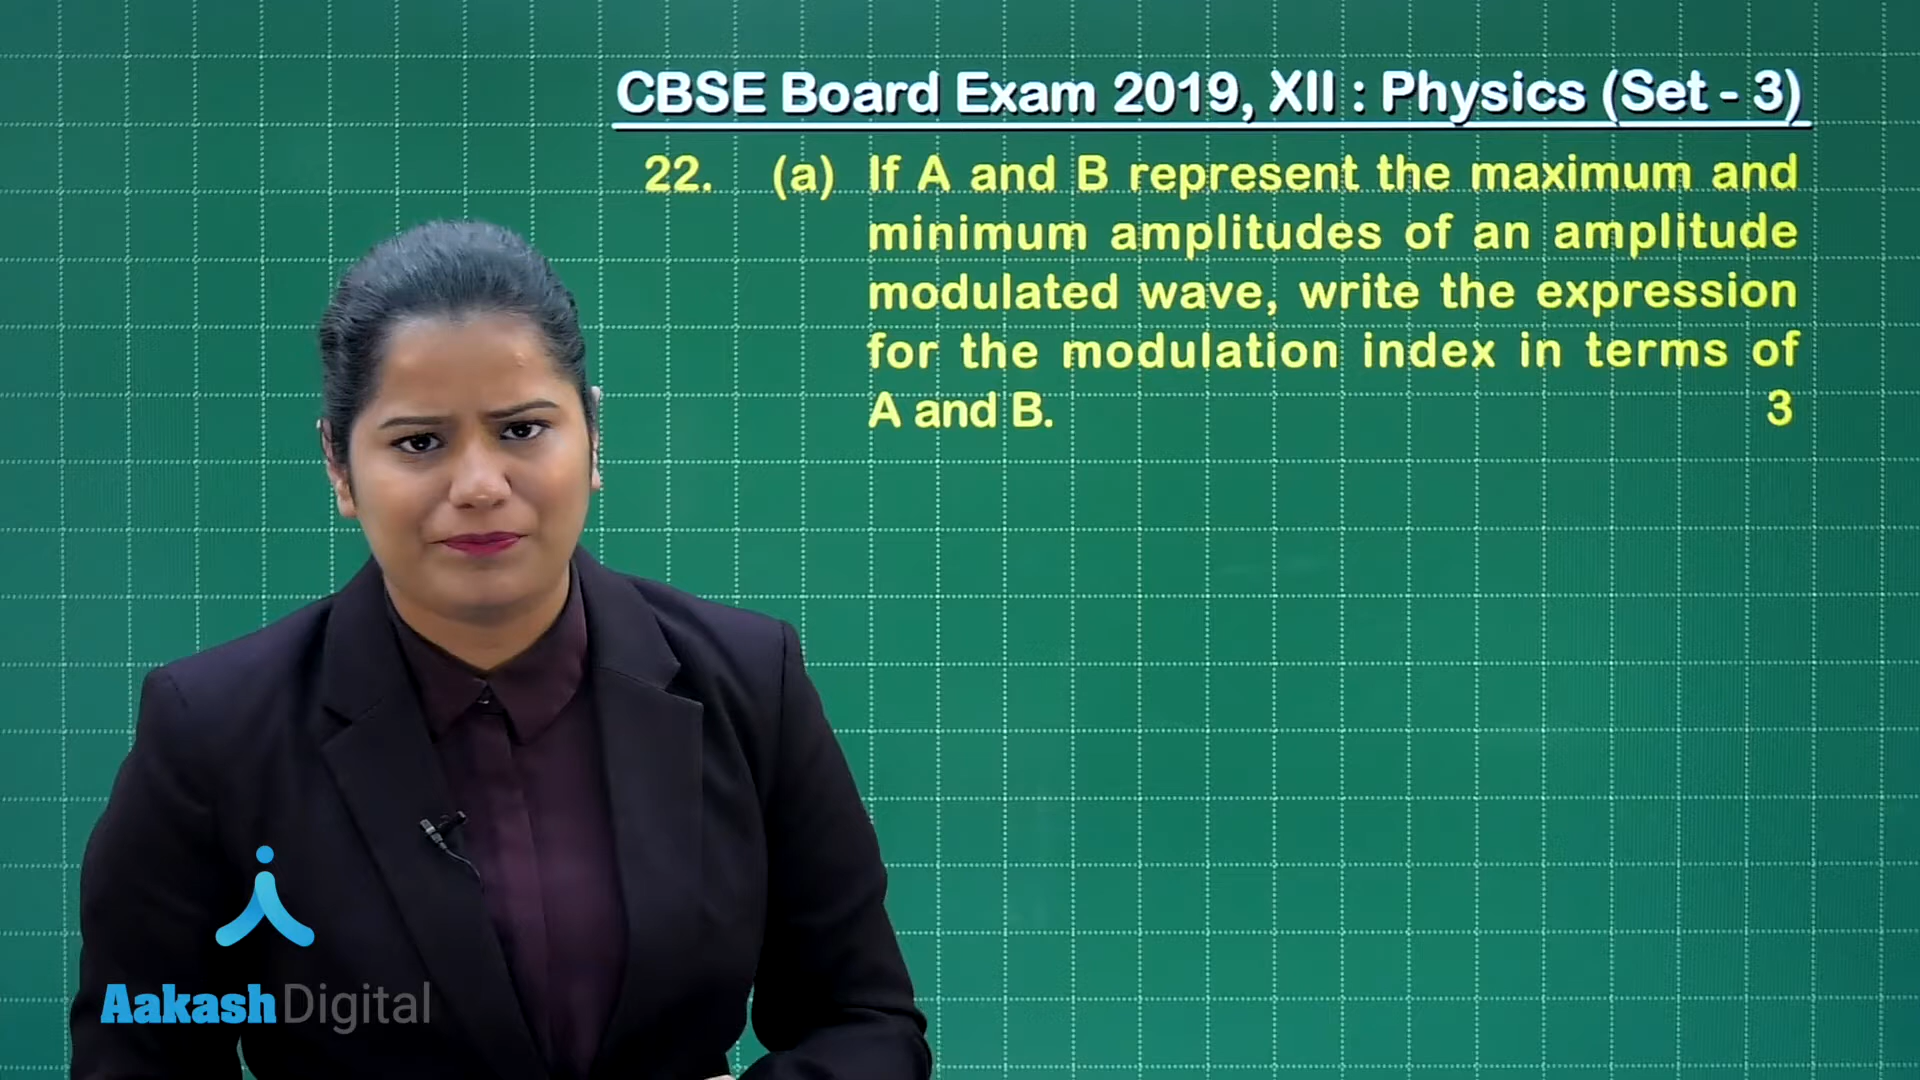 CBSE Board Exam 2019, XII : Physics (Set - 3)
22. (a) If A and B represent the maximum and
minimum amplitudes of an amplitude
modulated wave, write the expression
for the modulation index in terms of
A and B. 3
Aakash Digital